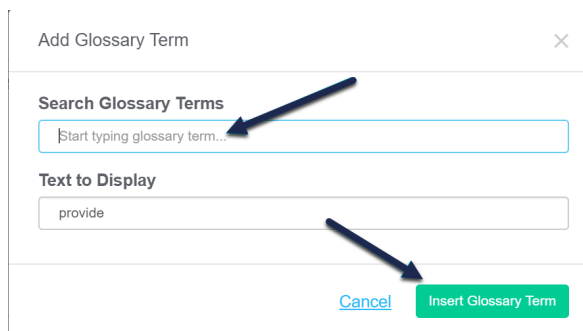 Add Glossary Term
Search Glossary Terms
Start typing glossary term...
Text to Display
provide
Cancel Insert Glossary Term